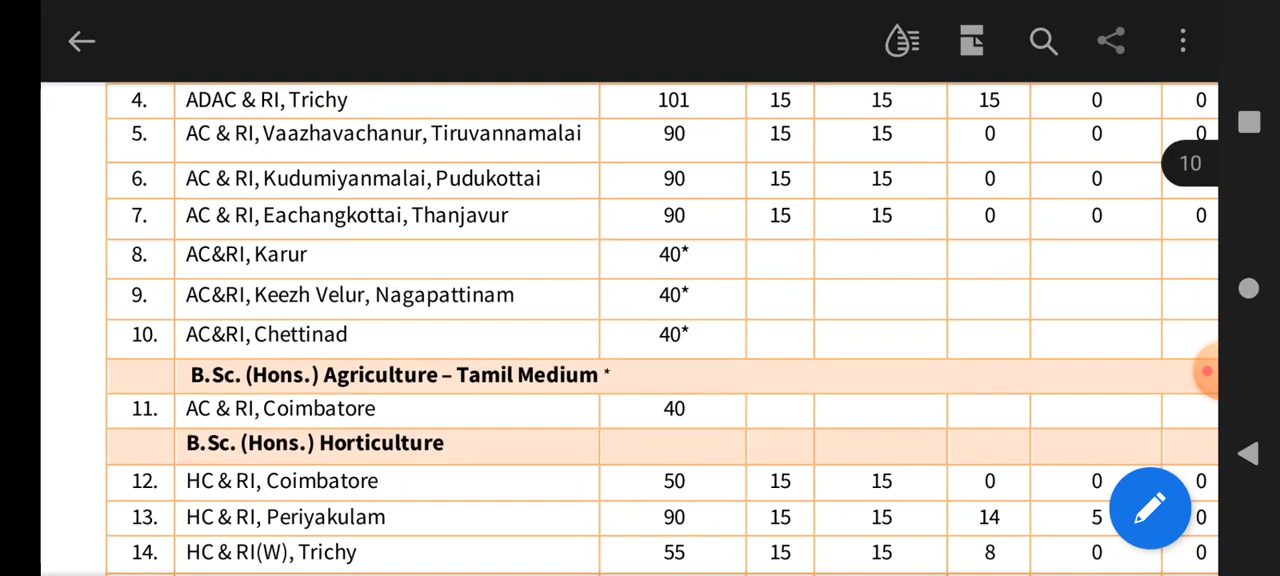 4. ADAC & RI, Trichy 101 15 15 15 0 0
5. AC & RI, Vaazhavachanur, Tiruvannamalai 90 15 15 0 0 0
10
6. AC & RI, Kudumiyanmalai, Pudukottai 90 15 15 0 0
7. AC & RI, Eachangkottai, Thanjavur 90 15 15 0 0 0
8. AC&RI, Karur 40*
9. AC&RI, Keezh Velur, Nagapattinam 40*
10. AC&RI, Chettinad 40*
B.Sc. (Hons.) Agriculture – Tamil Medium *
11. AC & RI, Coimbatore 40
B.Sc. (Hons.) Horticulture
12. HC & RI, Coimbatore 50 15 15 0 0 0
13. HC & RI, Periyakulam 90 15 15 14 5 0
14. HC & RI(W), Trichy 55 15 15 8 0 0